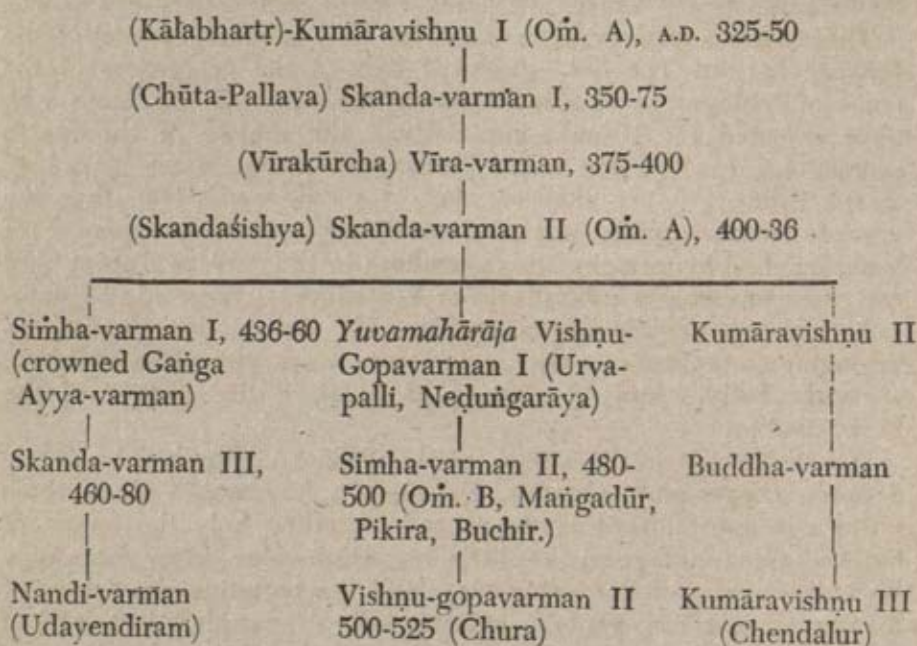 (Kālabhartṛ)-Kumāravishṇu I (Oṁ. A), A.D. 325-50
(Chūta-Pallava) Skanda-varman I, 350-75
(Vīrakūrcha) Vīra-varman, 375-400
(Skandaśishya) Skanda-varman II (Oṁ. A), 400-36
Siṁha-varman I, 436-60 Yuvamahārāja Vishṇu- Kumāravishṇu II
(crowned Gaṅga Gopavarman I (Urva-
Ayya-varman) palli, Neḍuṅgarāya)
Skanda-varman III, Simha-varman II, 480- Buddha-varman
460-80 500 (Oṁ. B, Maṅgadūr,
Pikira, Buchir.)
Nandi-varman Vishṇu-gopavarman II Kumāravishṇu III
(Udayendiram) 500-525 (Chura) (Chendalur)